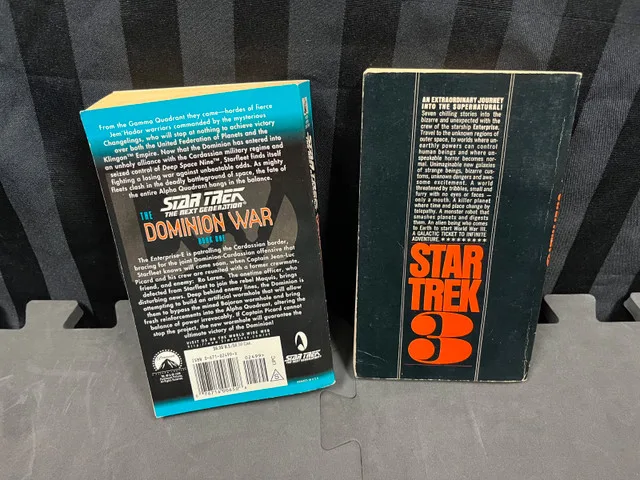 From the Gamma Quadrant they come—hordes of fierce
Jem'Hadar warriors commanded by the mysterious
Changelings, who will stop at nothing to achieve victory
over both the United Federation of Planets and the
Klingon Empire. Now that the Dominion has entered into
an unholy alliance with the Cardassian military regime and
seized control of Deep Space Nine, Starfleet finds itself
fighting a losing war against unbeatable odds. As mighty
fleets clash in the deadly battleground of space, the fate of
the entire Alpha Quadrant hangs in the balance.
STAR TREK
THE NEXT GENERATION
THE
DOMINION WAR
BOOK ONE
The Enterprise-E is patrolling the Cardassian border,
bracing for the joint Dominion-Cardassian offensive that
Starfleet knows will come soon, when Captain Jean-Luc
Picard and his crew are reunited with a former crewmate,
friend, and enemy: Ro Laren. The onetime officer, who
defected from Starfleet to join the rebel Maquis, brings
disturbing news. Deep behind enemy lines, the Dominion is
attempting to build an artificial wormhole that will allow
them to bypass the mined Bajoran wormhole and bring
fresh reinforcements into the Alpha Quadrant, altering the
balance of power irrevocably. If Captain Picard cannot
stop the project, the new wormhole will guarantee the
ultimate victory of the Dominion!
VISIT US ON THE WORLD WIDE WEB
STAR TREK
AN EXTRAORDINARY JOURNEY
INTO THE SUPERNATURAL!
Seven chilling stories into the
bizarre and unexpected with the
crew of the starship Enterprise.
Travel to the unknown regions of
outer space, to worlds where un-
earthly powers can control
human beings and where un-
speakable horror becomes nor-
mal. Unimaginable new galaxies
of strange beings, bizarre cus-
toms, unknown dangers and awe-
some excitement. A world
threatened by tribbles, small and
furry with no eyes or faces —
only a mouth. A killer planet
where time and place change by
telepathy. A monster robot that
smashes planets and digests
them. An alien being who comes
to Earth to start World War III.
A GALACTIC TICKET TO INFINITE
ADVENTURE. **********
STAR
TREK
3